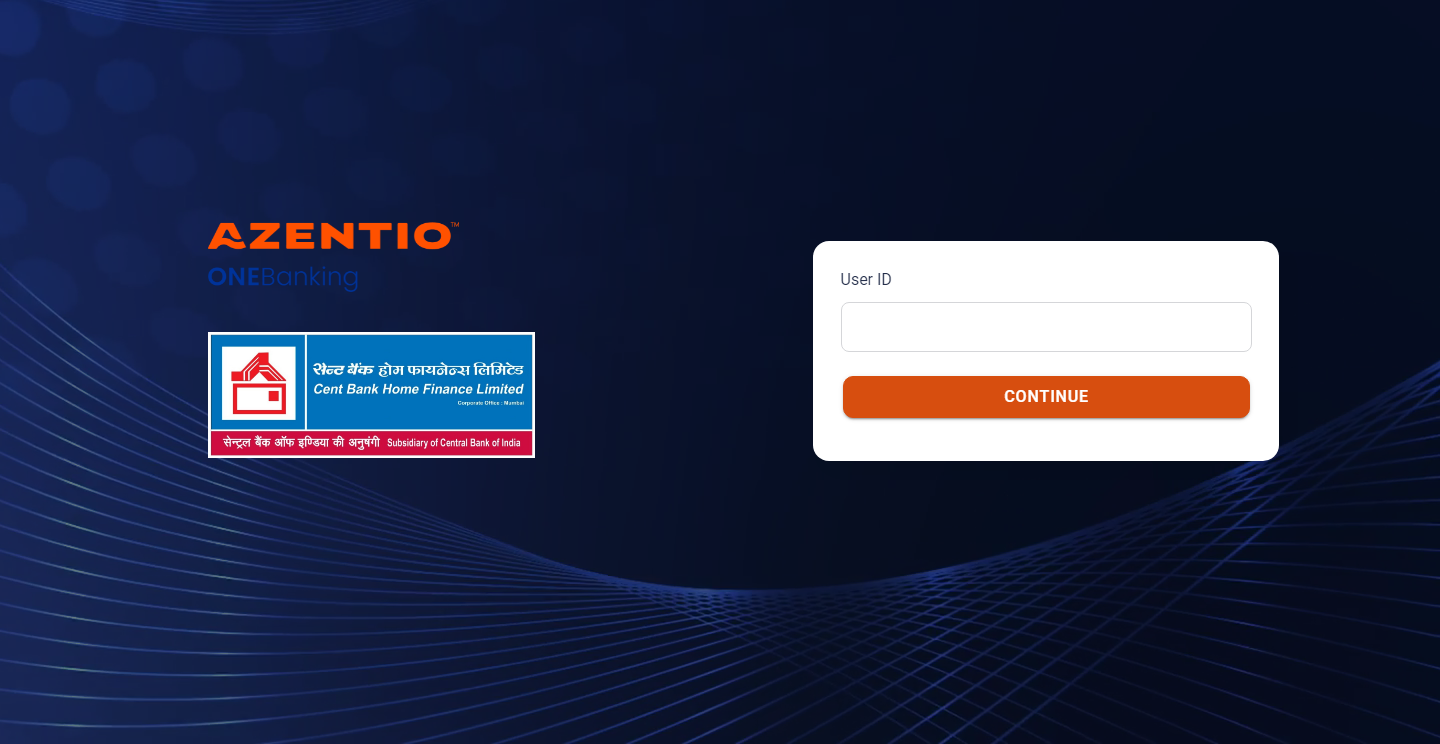 AZENTIO™
ONEBanking
सेन्ट बैंक होम फायनेन्स लिमिटेड
Cent Bank Home Finance Limited
Corporate Office : Mumbai
सेन्ट्रल बैंक ऑफ इण्डिया की अनुषंगी Subsidiary of Central Bank of India
User ID
CONTINUE